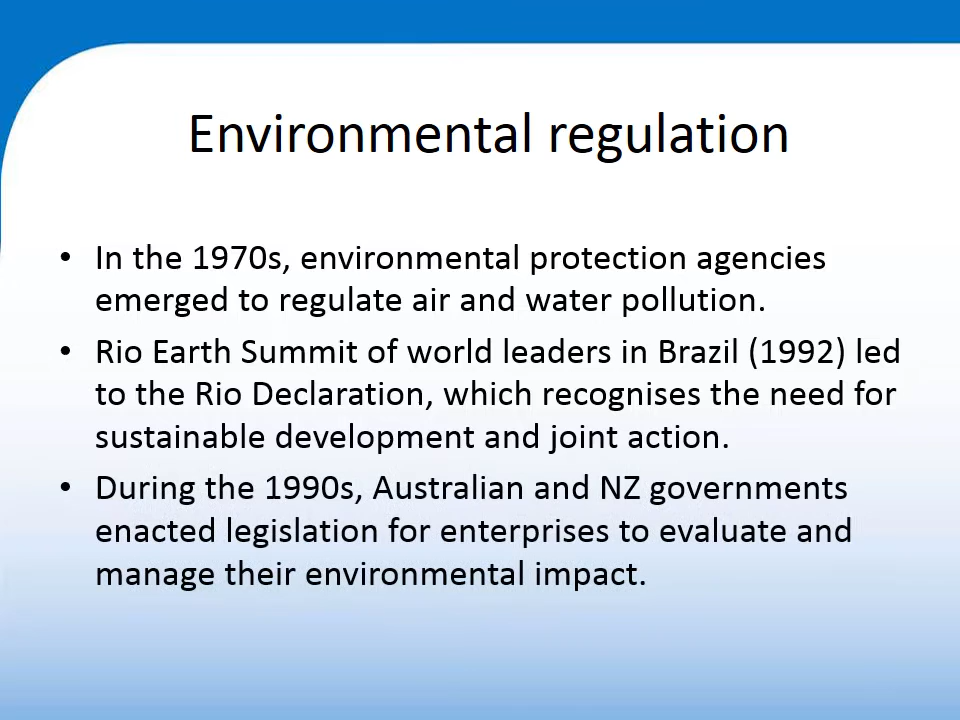 Environmental regulation
• In the 1970s, environmental protection agencies
emerged to regulate air and water pollution.
• Rio Earth Summit of world leaders in Brazil (1992) led
to the Rio Declaration, which recognises the need for
sustainable development and joint action.
• During the 1990s, Australian and NZ governments
enacted legislation for enterprises to evaluate and
manage their environmental impact.